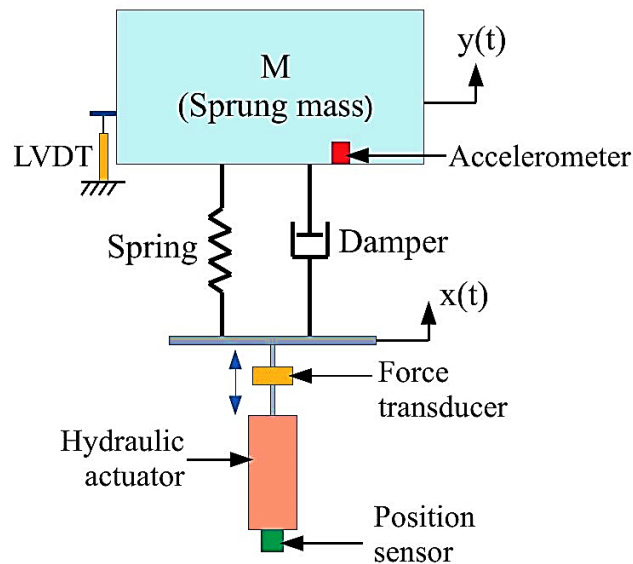 M
(Sprung mass)
y(t)
LVDT
Accelerometer
Spring
Damper
x(t)
Force
transducer
Hydraulic
actuator
Position
sensor